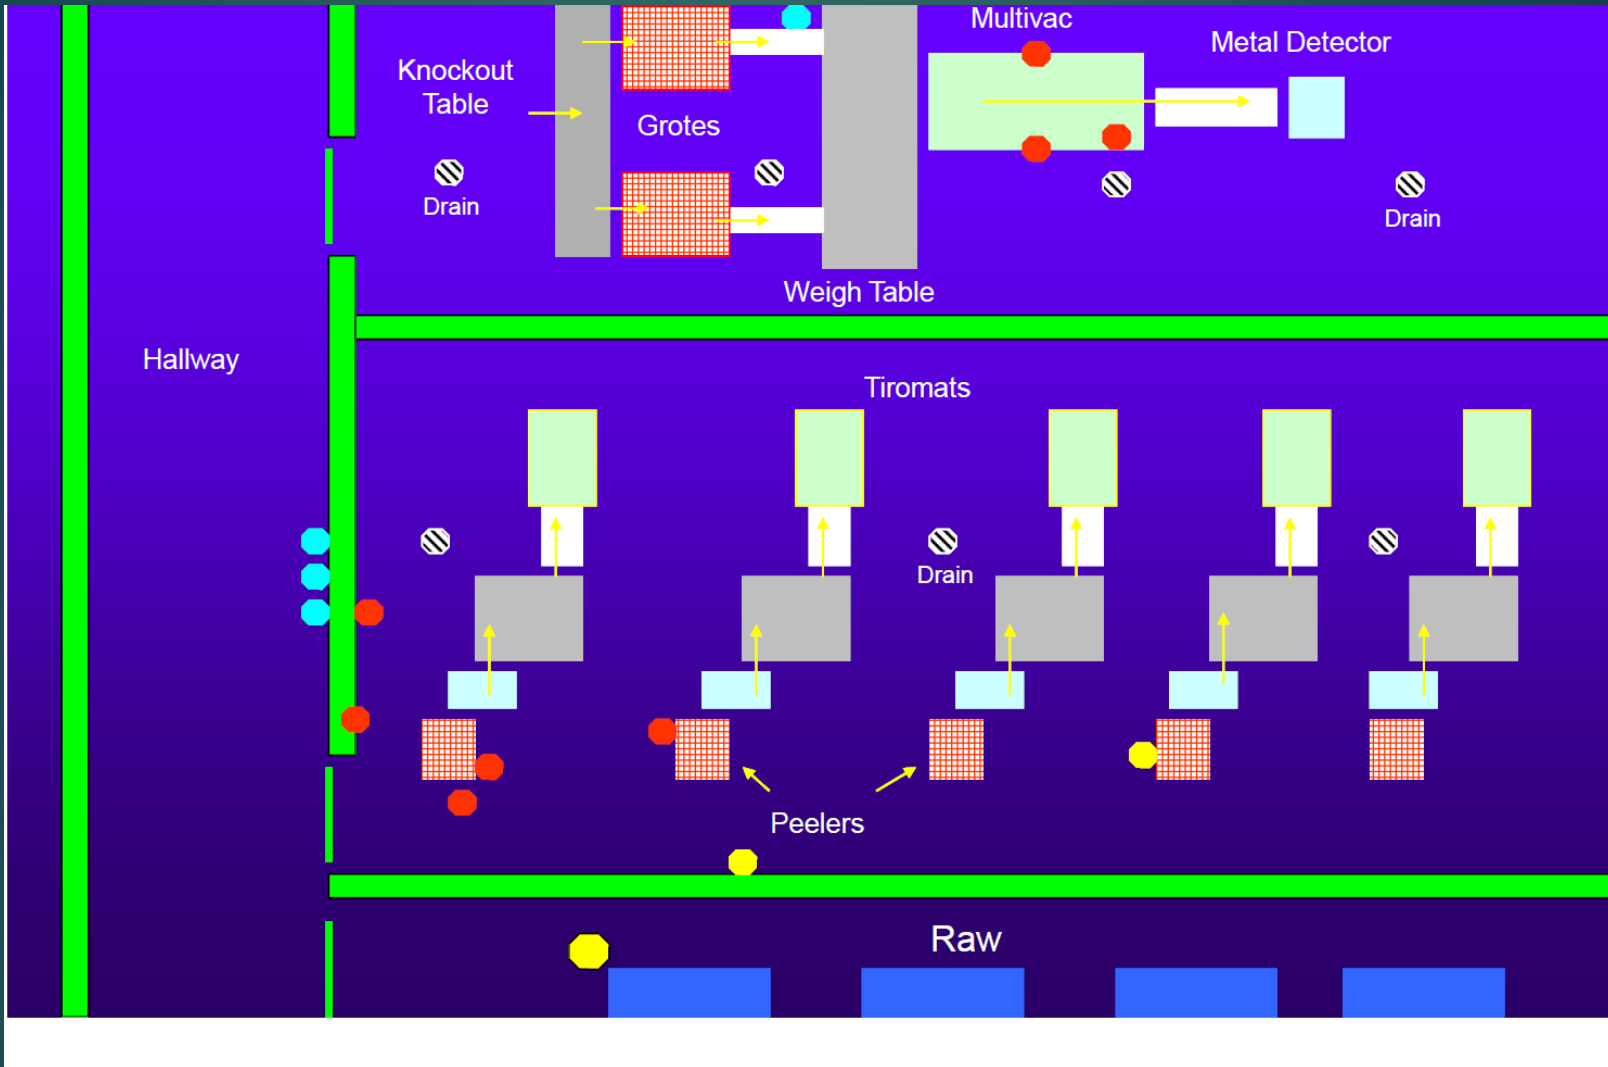 Multivac
Metal Detector
Knockout
Table
Grotes
Drain
Drain
Weigh Table
Hallway
Tiromats
Drain
Peelers
Raw